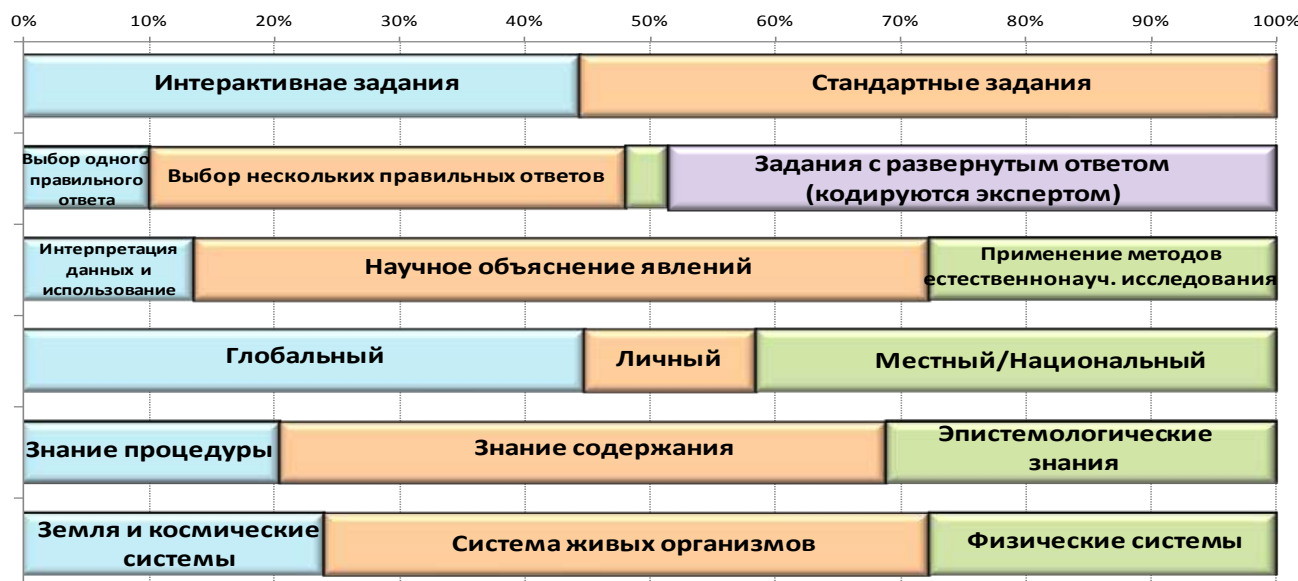 0% 10% 20% 30% 40% 50% 60% 70% 80% 90% 100%
Интерактивнае задания
Стандартные задания
Выбор одного
правильного
ответа
Выбор нескольких правильных ответов
Задания с развернутым ответом
(кодируются экспертом)
Интерпретация
данных и
использование
Научное объяснение явлений
Применение методов
естественнонауч. исследования
Глобальный
Личный
Местный/Национальный
Знание процедуры
Знание содержания
Эпистемологические
знания
Земля и космические
системы
Система живых организмов
Физические системы